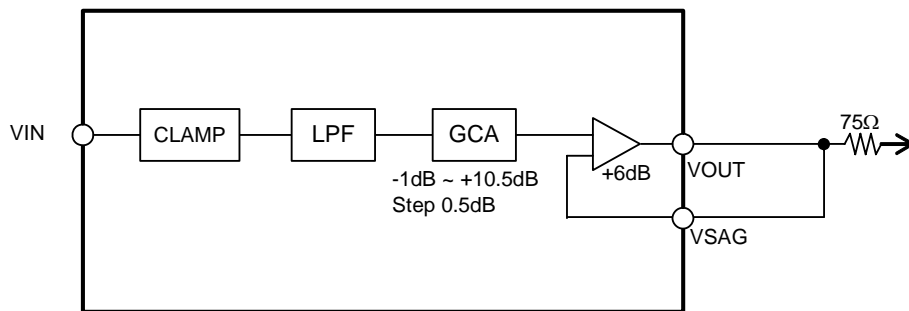 VIN
CLAMP
LPF
GCA
-1dB ~ +10.5dB
Step 0.5dB
+6dB
VOUT
VSAG
75Ω